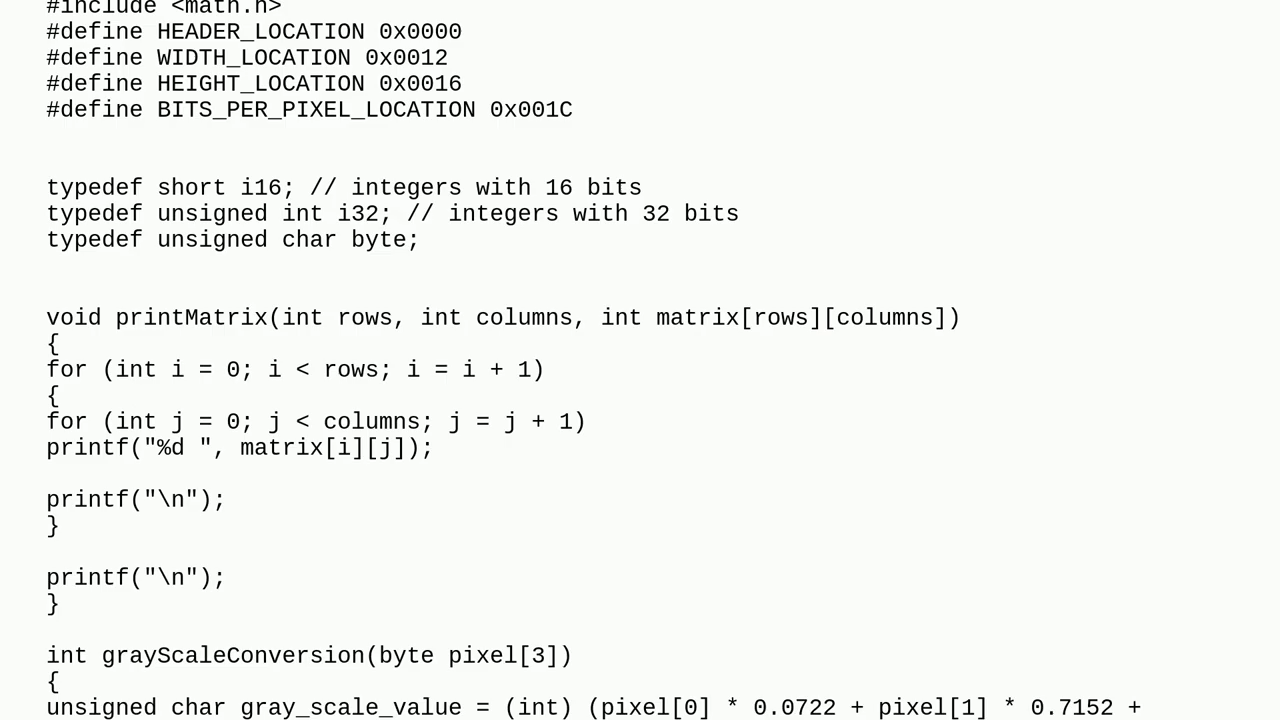 #include <math.h>
#define HEADER_LOCATION 0x0000
#define WIDTH_LOCATION 0x0012
#define HEIGHT_LOCATION 0x0016
#define BITS_PER_PIXEL_LOCATION 0x001C
typedef short i16; // integers with 16 bits
typedef unsigned int i32; // integers with 32 bits
typedef unsigned char byte;
void printMatrix(int rows, int columns, int matrix[rows][columns])
{
for (int i = 0; i < rows; i = i + 1)
{
for (int j = 0; j < columns; j = j + 1)
printf("%d ", matrix[i][j]);
printf("\n");
}
printf("\n");
}
int grayScaleConversion(byte pixel[3])
{
unsigned char gray_scale_value = (int) (pixel[0] * 0.0722 + pixel[1] * 0.7152 +